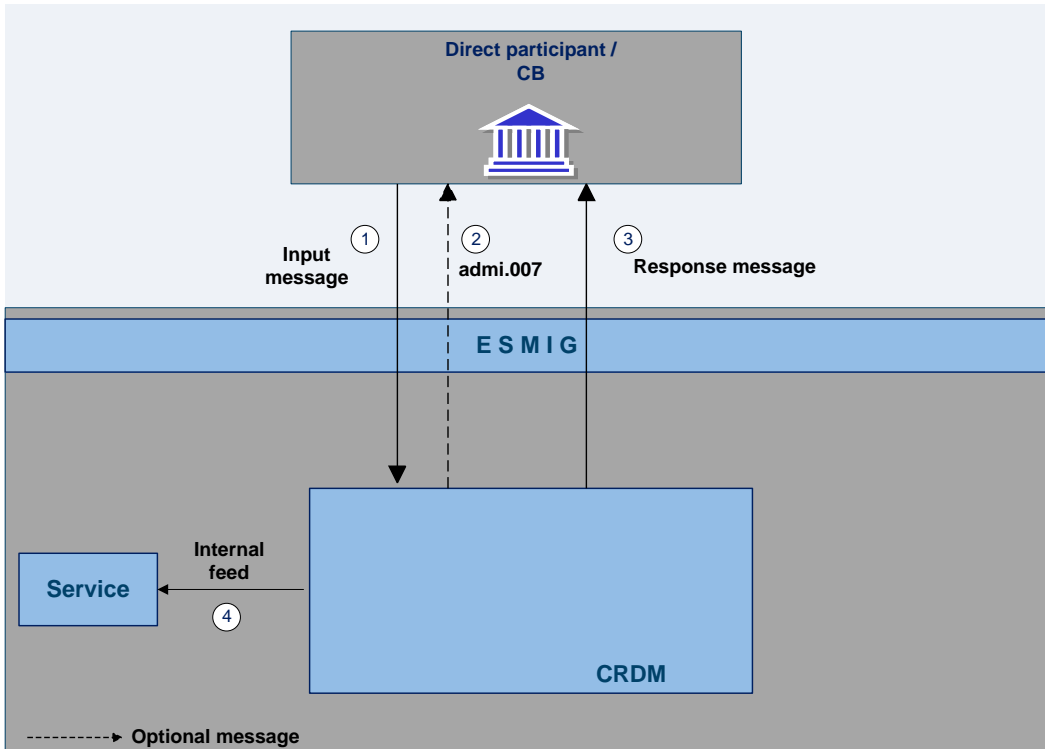 Direct participant /
CB
1
2
3
Input
message
admi.007
Response message
E S M I G
Internal
feed
Service
4
CRDM
Optional message